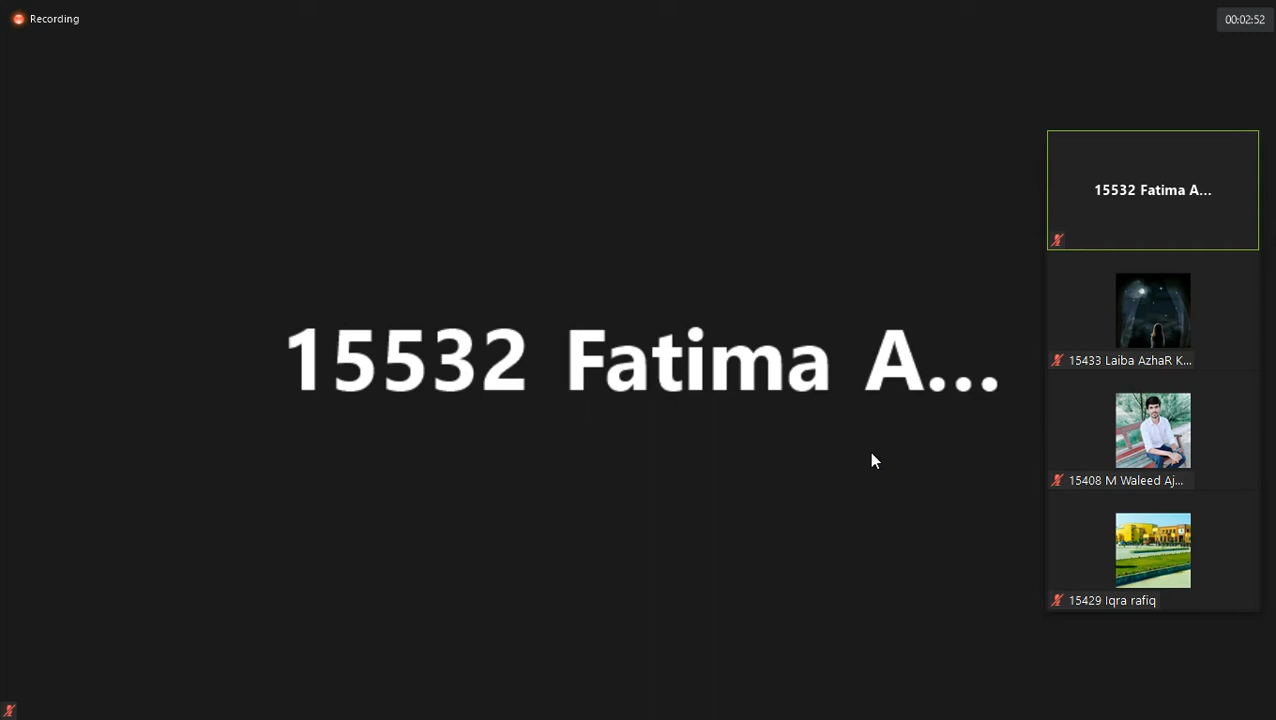 Recording
00:02:52
15532 Fatima A...
15532 Fatima A...
15433 Laiba AzhaR K...
15408 M Waleed Aj...
15429 Iqra rafiq